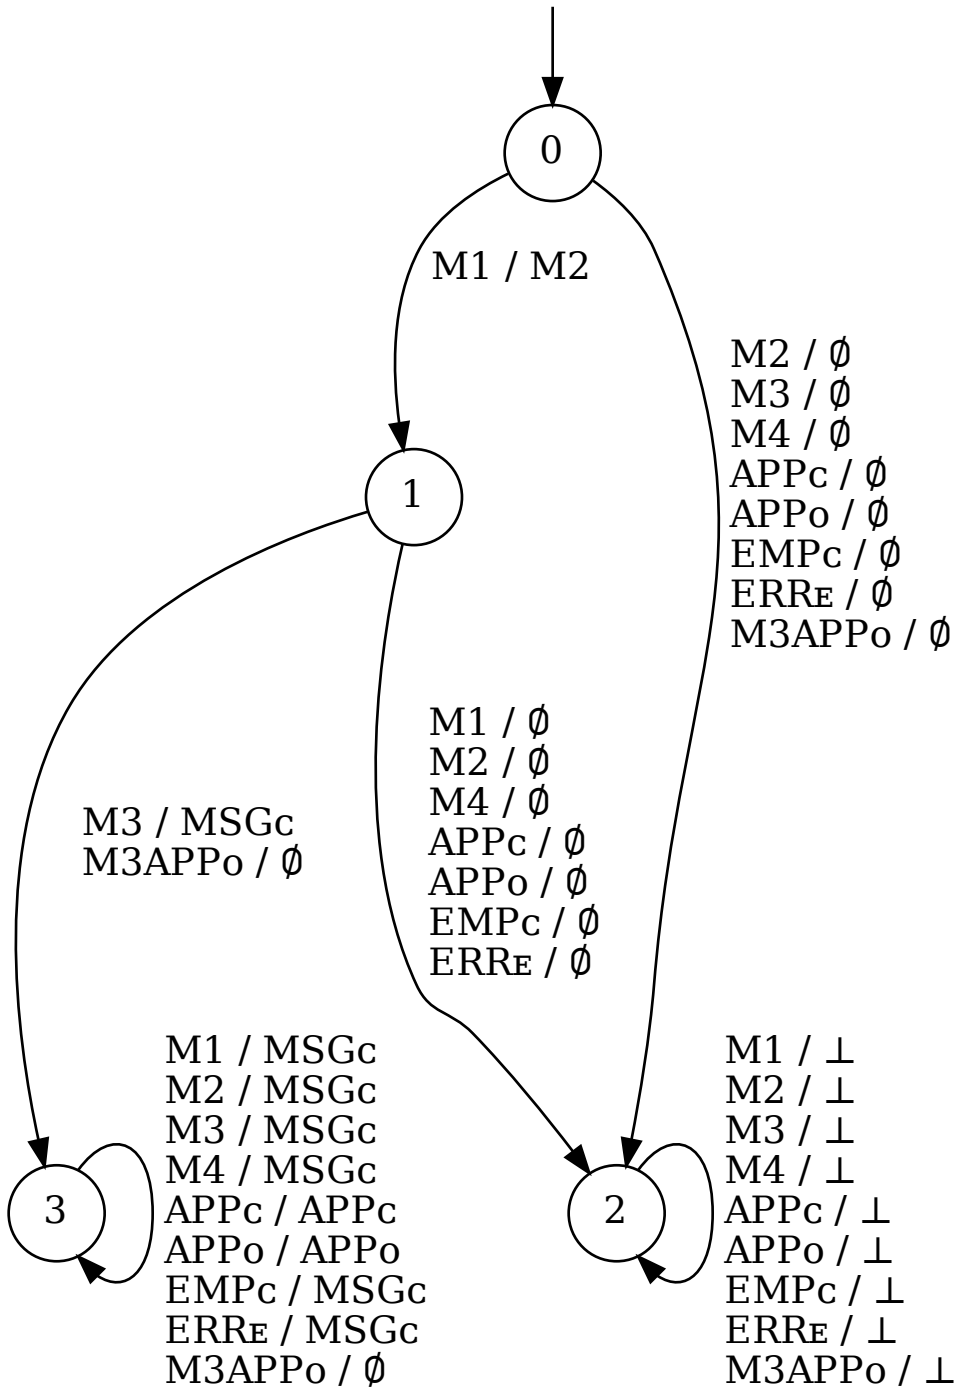 0
M1 / M2
M2 / ∅
M3 / ∅
M4 / ∅
APPc / ∅
APPo / ∅
EMPc / ∅
ERRᴇ / ∅
M3APPo / ∅
1
M1 / ∅
M2 / ∅
M4 / ∅
APPc / ∅
APPo / ∅
EMPc / ∅
ERRᴇ / ∅
M3 / MSGc
M3APPo / ∅
3
M1 / MSGc
M2 / MSGc
M3 / MSGc
M4 / MSGc
APPc / APPc
APPo / APPo
EMPc / MSGc
ERRᴇ / MSGc
M3APPo / ∅
2
M1 / ⊥
M2 / ⊥
M3 / ⊥
M4 / ⊥
APPc / ⊥
APPo / ⊥
EMPc / ⊥
ERRᴇ / ⊥
M3APPo / ⊥